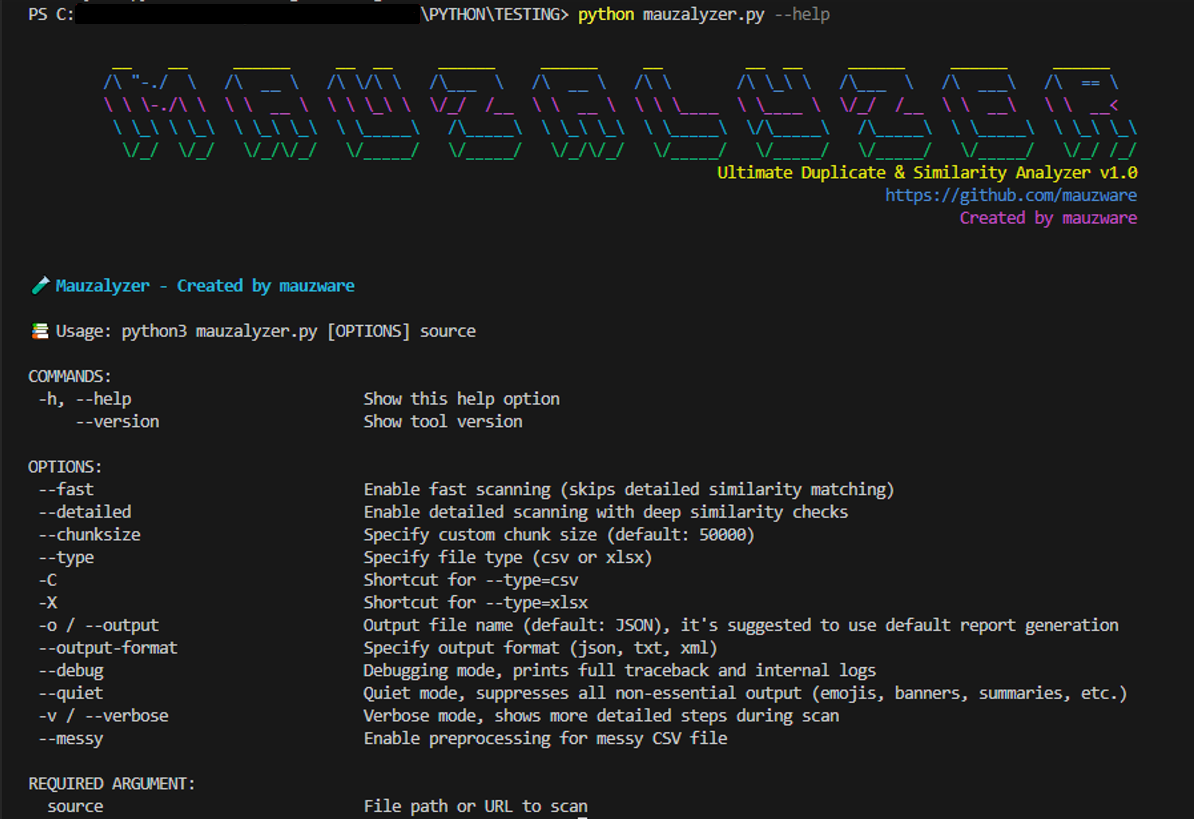 PS C:\PYTHON\TESTING> python mauzalyzer.py --help
MAUZALYZER
Ultimate Duplicate & Similarity Analyzer v1.0
https://github.com/mauzware
Created by mauzware
Mauzalyzer - Created by mauzware
Usage: python3 mauzalyzer.py [OPTIONS] source
COMMANDS:
-h, --help Show this help option
--version Show tool version
OPTIONS:
--fast Enable fast scanning (skips detailed similarity matching)
--detailed Enable detailed scanning with deep similarity checks
--chunksize Specify custom chunk size (default: 50000)
--type Specify file type (csv or xlsx)
-C Shortcut for --type=csv
-X Shortcut for --type=xlsx
-o / --output Output file name (default: JSON), it's suggested to use default report generation
--output-format Specify output format (json, txt, xml)
--debug Debugging mode, prints full traceback and internal logs
--quiet Quiet mode, suppresses all non-essential output (emojis, banners, summaries, etc.)
-v / --verbose Verbose mode, shows more detailed steps during scan
--messy Enable preprocessing for messy CSV file
REQUIRED ARGUMENT:
source File path or URL to scan